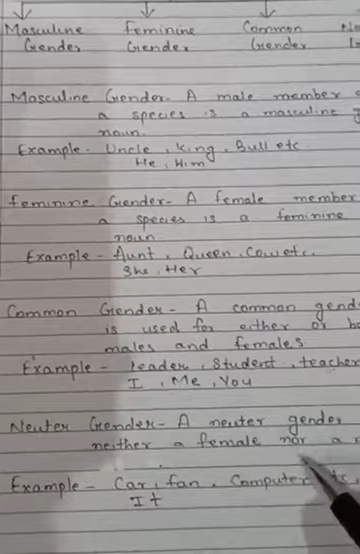 Masculine Feminine Common
Gender Gender Gender
Masculine Gender - A male member
a species is a masculine
noun
Example - Uncle, King, Bull etc
He, Him
Feminine Gender - A female member
a species is a feminine
noun
Example - Aunt, Queen, Cow etc.
She, Her
Common Gender - A common gend
is used for either or
males and females
Example - leader, Student, teacher
I, Me, You
Neuter Gender - A neuter gender
neither a female nor a
Example - Car, fan, Computer
It